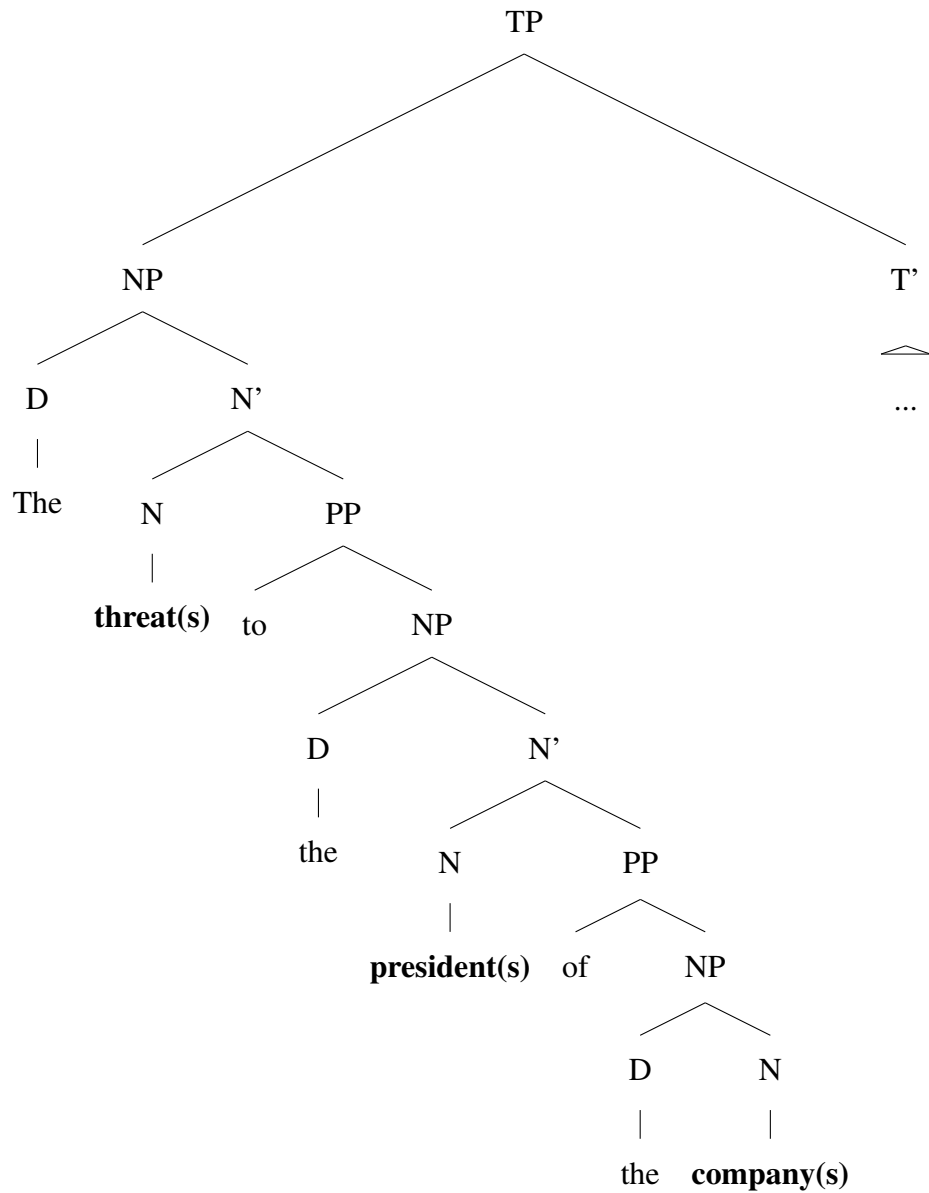 TP
NP T’
D N’ ...
The N PP
threat(s) to NP
D N’
the N PP
president(s) of NP
D N
the company(s)